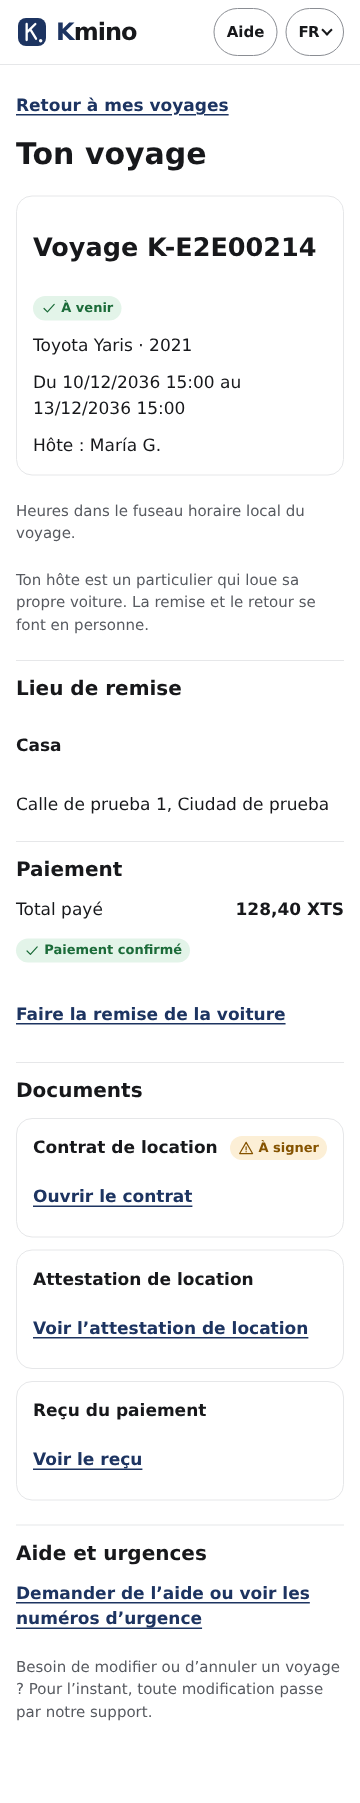 K. Kmino
Aide
FR
Retour à mes voyages
Ton voyage
Voyage K-E2E00214
À venir
Toyota Yaris · 2021
Du 10/12/2036 15:00 au
13/12/2036 15:00
Hôte : María G.
Heures dans le fuseau horaire local du
voyage.
Ton hôte est un particulier qui loue sa
propre voiture. La remise et le retour se
font en personne.
Lieu de remise
Casa
Calle de prueba 1, Ciudad de prueba
Paiement
Total payé 128,40 XTS
Paiement confirmé
Faire la remise de la voiture
Documents
Contrat de location À signer
Ouvrir le contrat
Attestation de location
Voir l’attestation de location
Reçu du paiement
Voir le reçu
Aide et urgences
Demander de l’aide ou voir les
numéros d’urgence
Besoin de modifier ou d’annuler un voyage
? Pour l’instant, toute modification passe
par notre support.